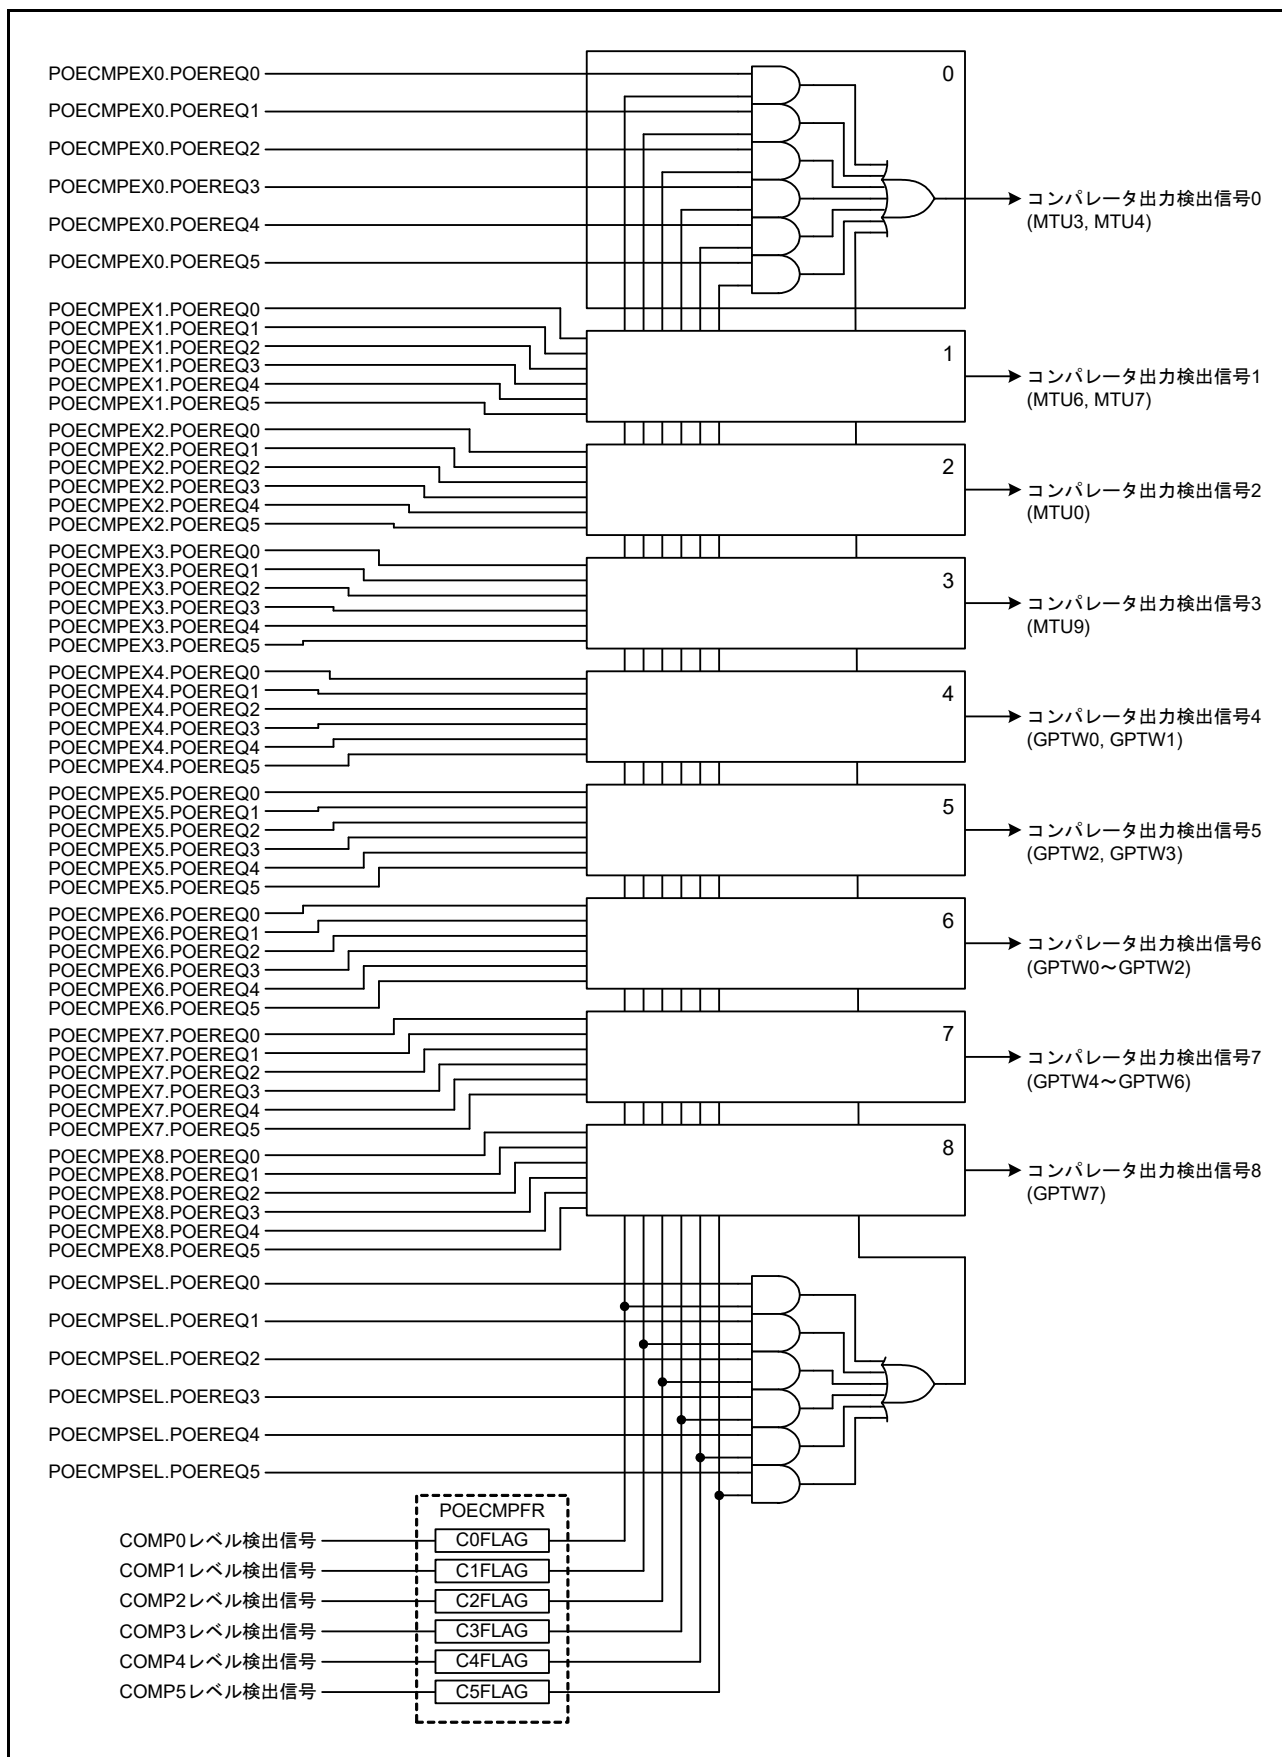 POECMPEX0.POEREQ0
0
POECMPEX0.POEREQ1
POECMPEX0.POEREQ2
POECMPEX0.POEREQ3
コンパレータ出力検出信号0
(MTU3, MTU4)
POECMPEX0.POEREQ4
POECMPEX0.POEREQ5
POECMPEX1.POEREQ0
POECMPEX1.POEREQ1
POECMPEX1.POEREQ2
POECMPEX1.POEREQ3
POECMPEX1.POEREQ4
POECMPEX1.POEREQ5
1
コンパレータ出力検出信号1
(MTU6, MTU7)
POECMPEX2.POEREQ0
POECMPEX2.POEREQ1
POECMPEX2.POEREQ2
POECMPEX2.POEREQ3
POECMPEX2.POEREQ4
POECMPEX2.POEREQ5
2
コンパレータ出力検出信号2
(MTU0)
POECMPEX3.POEREQ0
POECMPEX3.POEREQ1
POECMPEX3.POEREQ2
POECMPEX3.POEREQ3
POECMPEX3.POEREQ4
POECMPEX3.POEREQ5
3
コンパレータ出力検出信号3
(MTU9)
POECMPEX4.POEREQ0
POECMPEX4.POEREQ1
POECMPEX4.POEREQ2
POECMPEX4.POEREQ3
POECMPEX4.POEREQ4
POECMPEX4.POEREQ5
4
コンパレータ出力検出信号4
(GPTW0, GPTW1)
POECMPEX5.POEREQ0
POECMPEX5.POEREQ1
POECMPEX5.POEREQ2
POECMPEX5.POEREQ3
POECMPEX5.POEREQ4
POECMPEX5.POEREQ5
5
コンパレータ出力検出信号5
(GPTW2, GPTW3)
POECMPEX6.POEREQ0
POECMPEX6.POEREQ1
POECMPEX6.POEREQ2
POECMPEX6.POEREQ3
POECMPEX6.POEREQ4
POECMPEX6.POEREQ5
6
コンパレータ出力検出信号6
(GPTW0～GPTW2)
POECMPEX7.POEREQ0
POECMPEX7.POEREQ1
POECMPEX7.POEREQ2
POECMPEX7.POEREQ3
POECMPEX7.POEREQ4
POECMPEX7.POEREQ5
7
コンパレータ出力検出信号7
(GPTW4～GPTW6)
POECMPEX8.POEREQ0
POECMPEX8.POEREQ1
POECMPEX8.POEREQ2
POECMPEX8.POEREQ3
POECMPEX8.POEREQ4
POECMPEX8.POEREQ5
8
コンパレータ出力検出信号8
(GPTW7)
POECMPSEL.POEREQ0
POECMPSEL.POEREQ1
POECMPSEL.POEREQ2
POECMPSEL.POEREQ3
POECMPSEL.POEREQ4
POECMPSEL.POEREQ5
POECMPFR
COMP0レベル検出信号 C0FLAG
COMP1レベル検出信号 C1FLAG
COMP2レベル検出信号 C2FLAG
COMP3レベル検出信号 C3FLAG
COMP4レベル検出信号 C4FLAG
COMP5レベル検出信号 C5FLAG